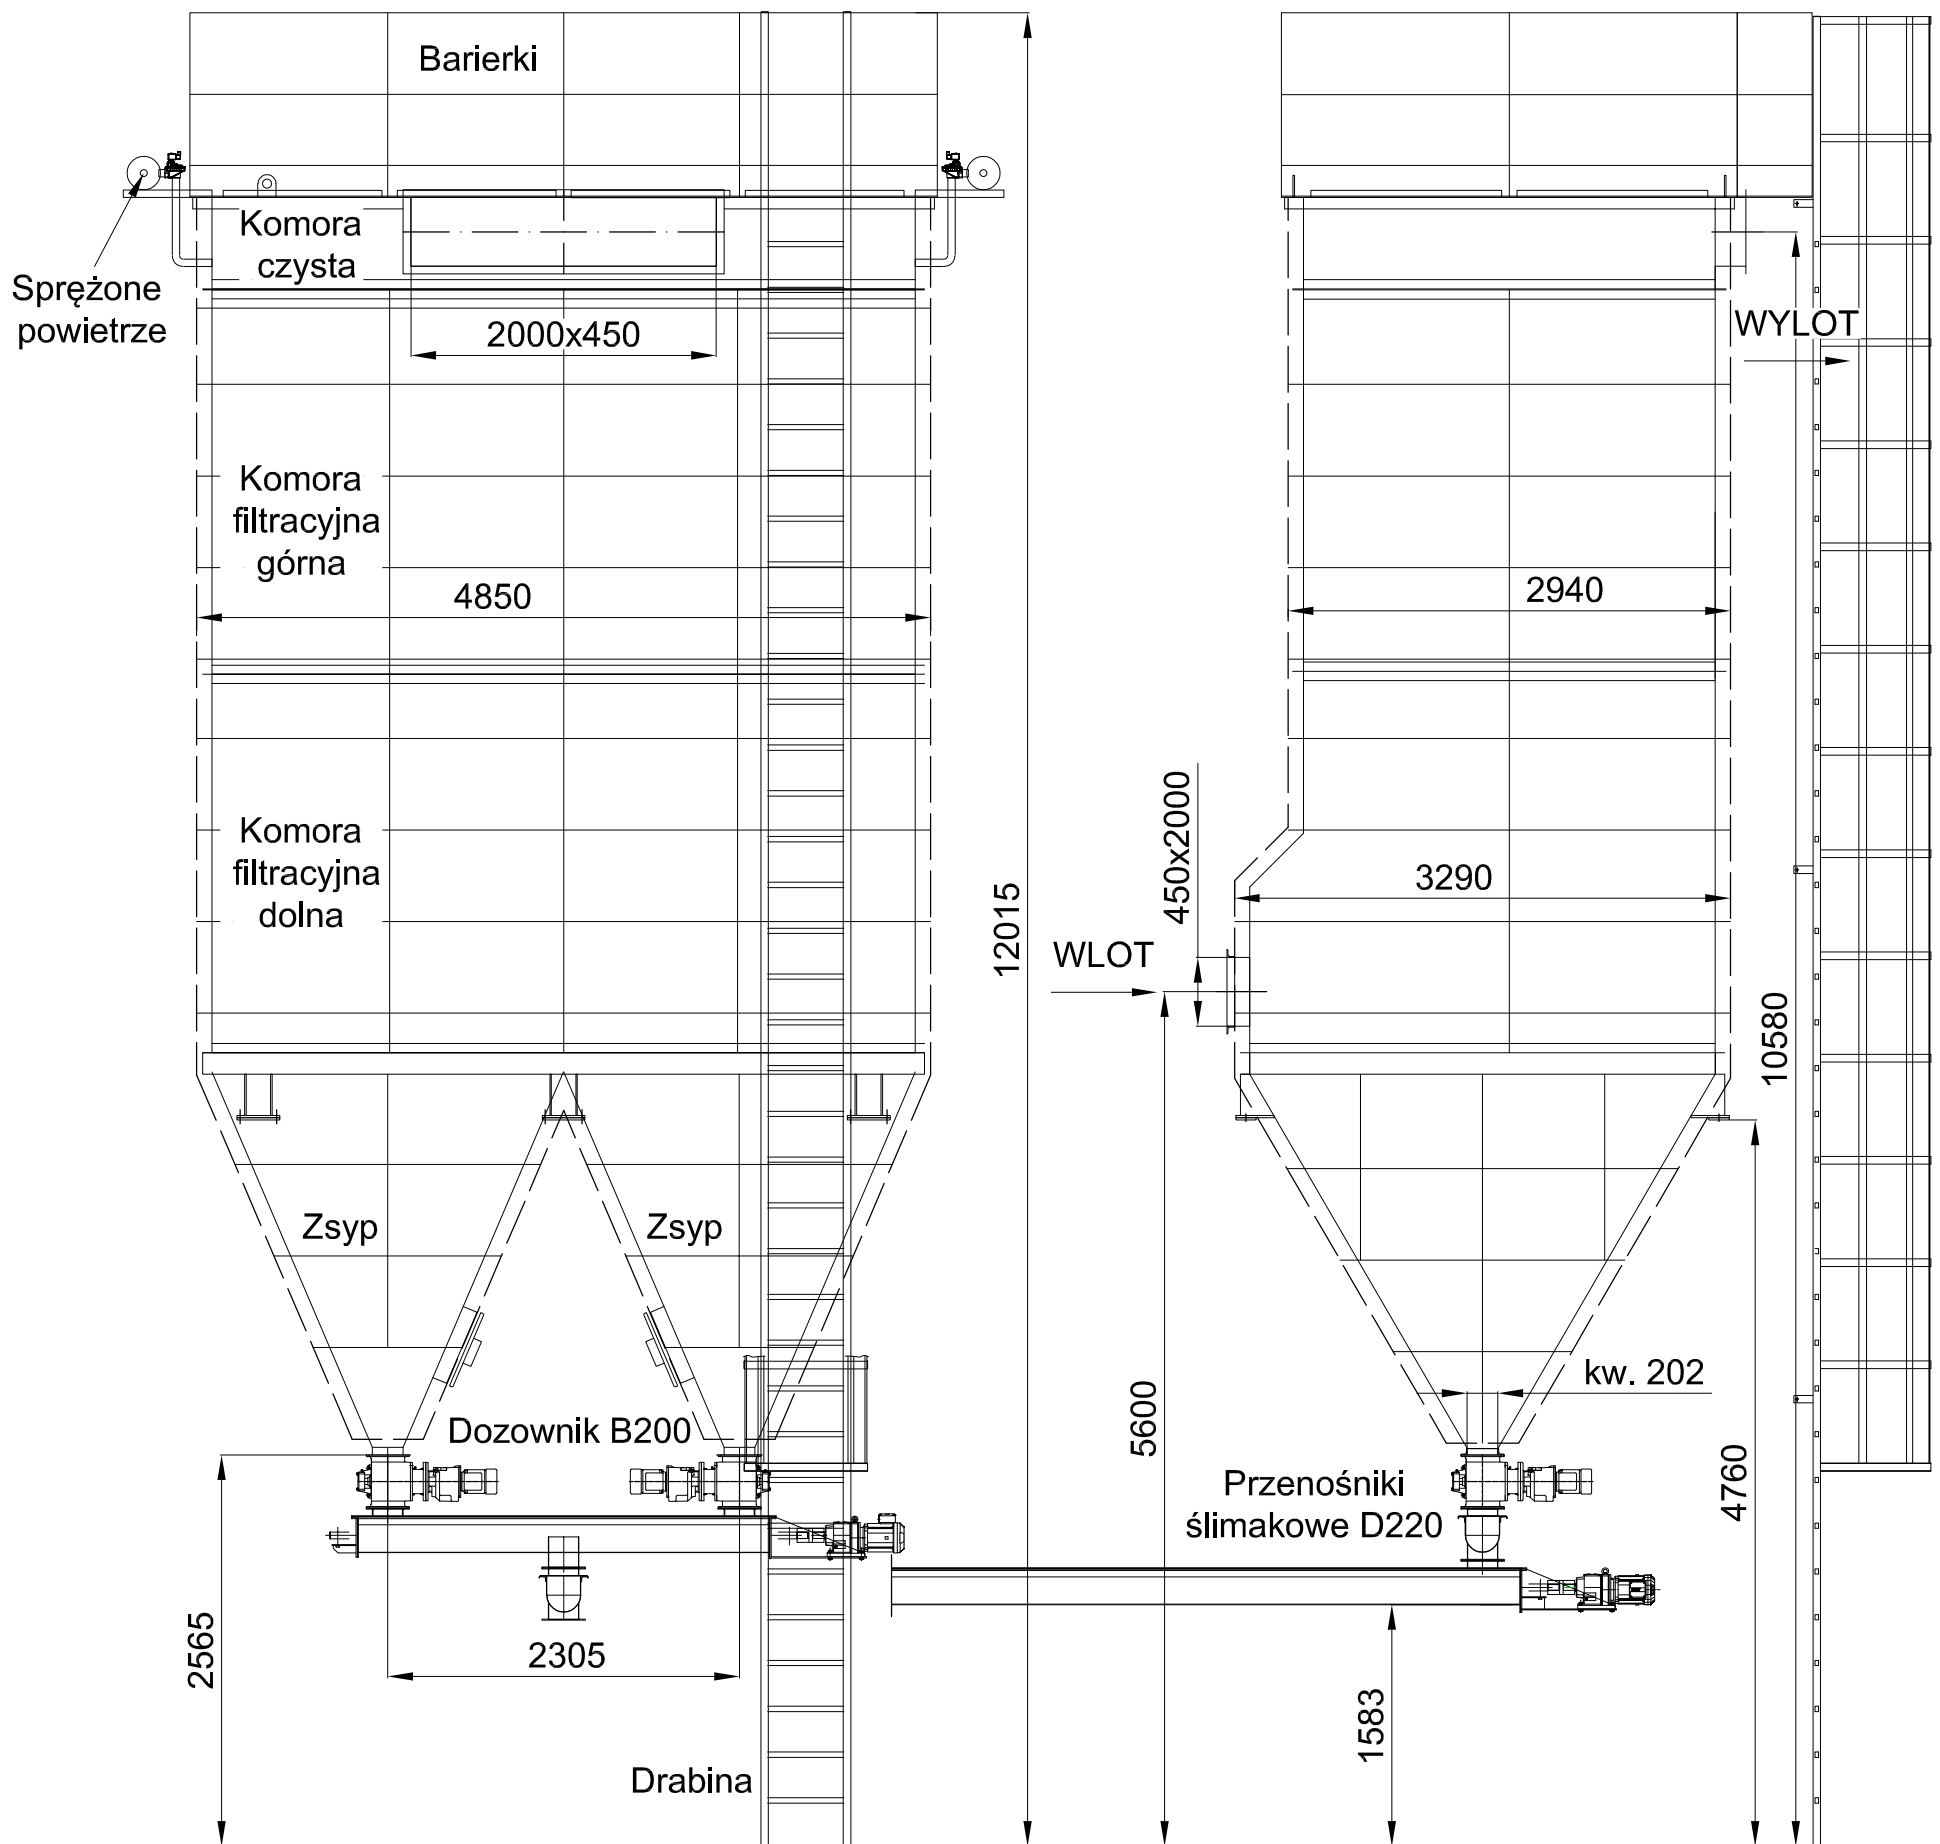 Barierki
Komora
czysta
Sprężone
powietrze
2000x450
WYLOT
Komora
filtracyjna
górna
4850
2940
Komora
filtracyjna
dolna
450x2000
3290
12015
WLOT
10580
Zsyp
Zsyp
kw. 202
Dozownik B200
5600
4760
Przenośniki
ślimakowe D220
2565
2305
1583
Drabina